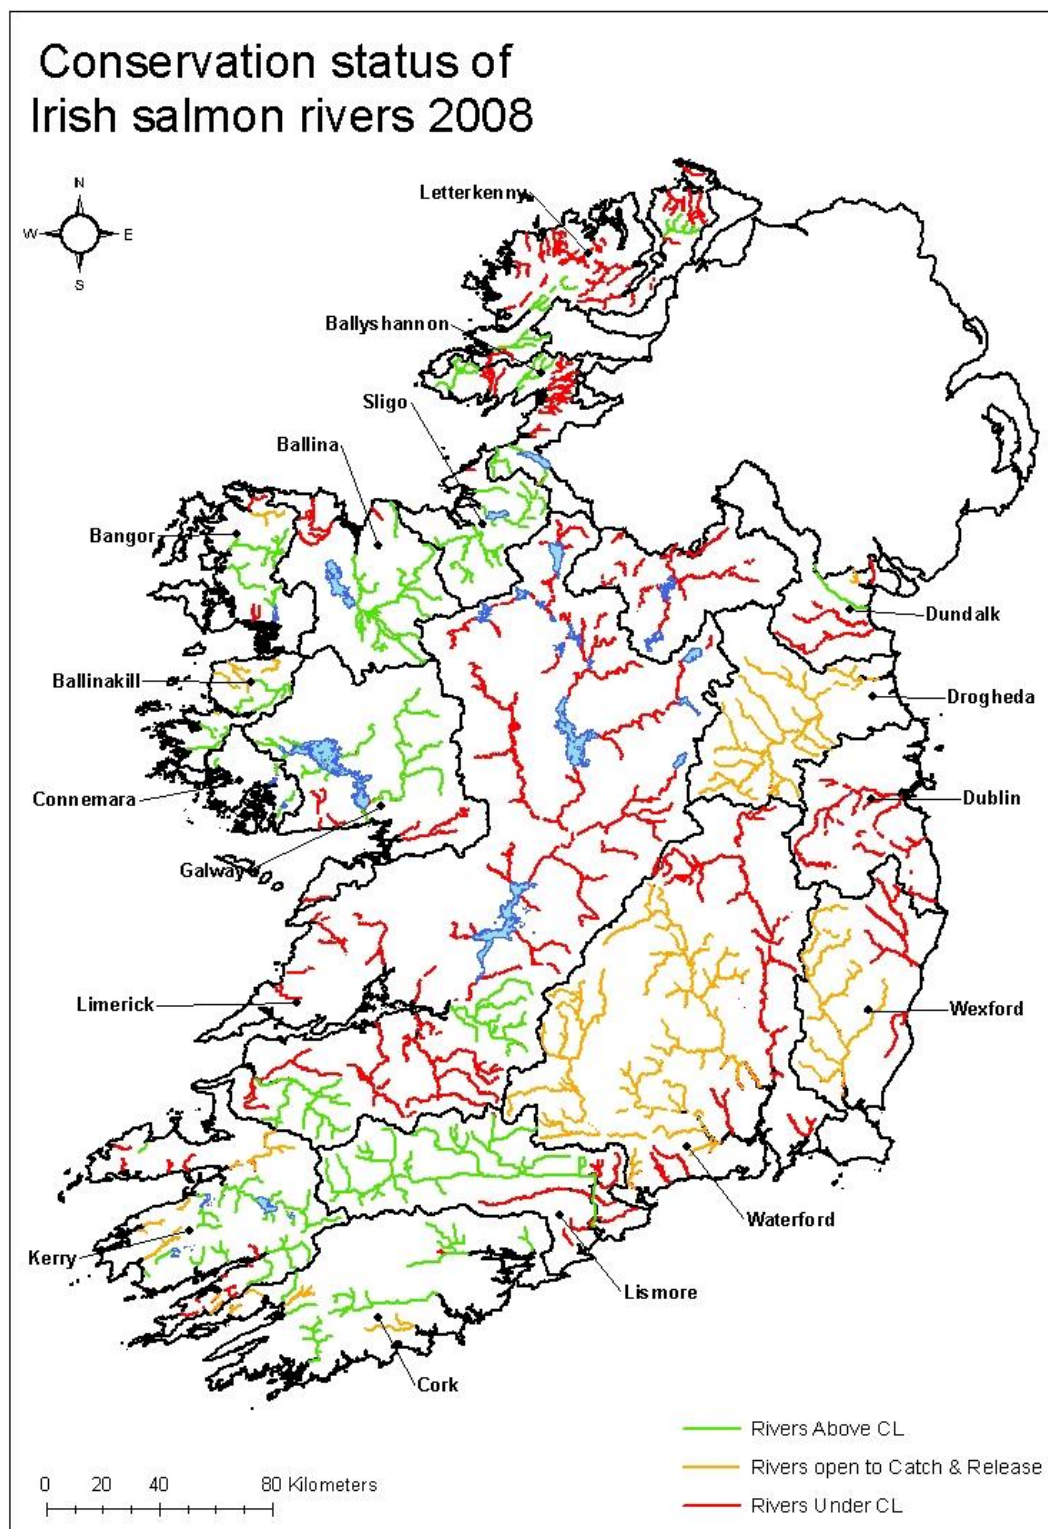 Conservation status of
Irish salmon rivers 2008
N
W E
S
Letterkenny
Ballyshannon
Sligo
Ballina
Bangor
Dundalk
Ballinakill
Drogheda
Connemara
Dublin
Galway
Limerick
Wexford
Waterford
Kerry
Lismore
Cork
Rivers Above CL
Rivers open to Catch & Release
Rivers Under CL
0 20 40 80 Kilometers